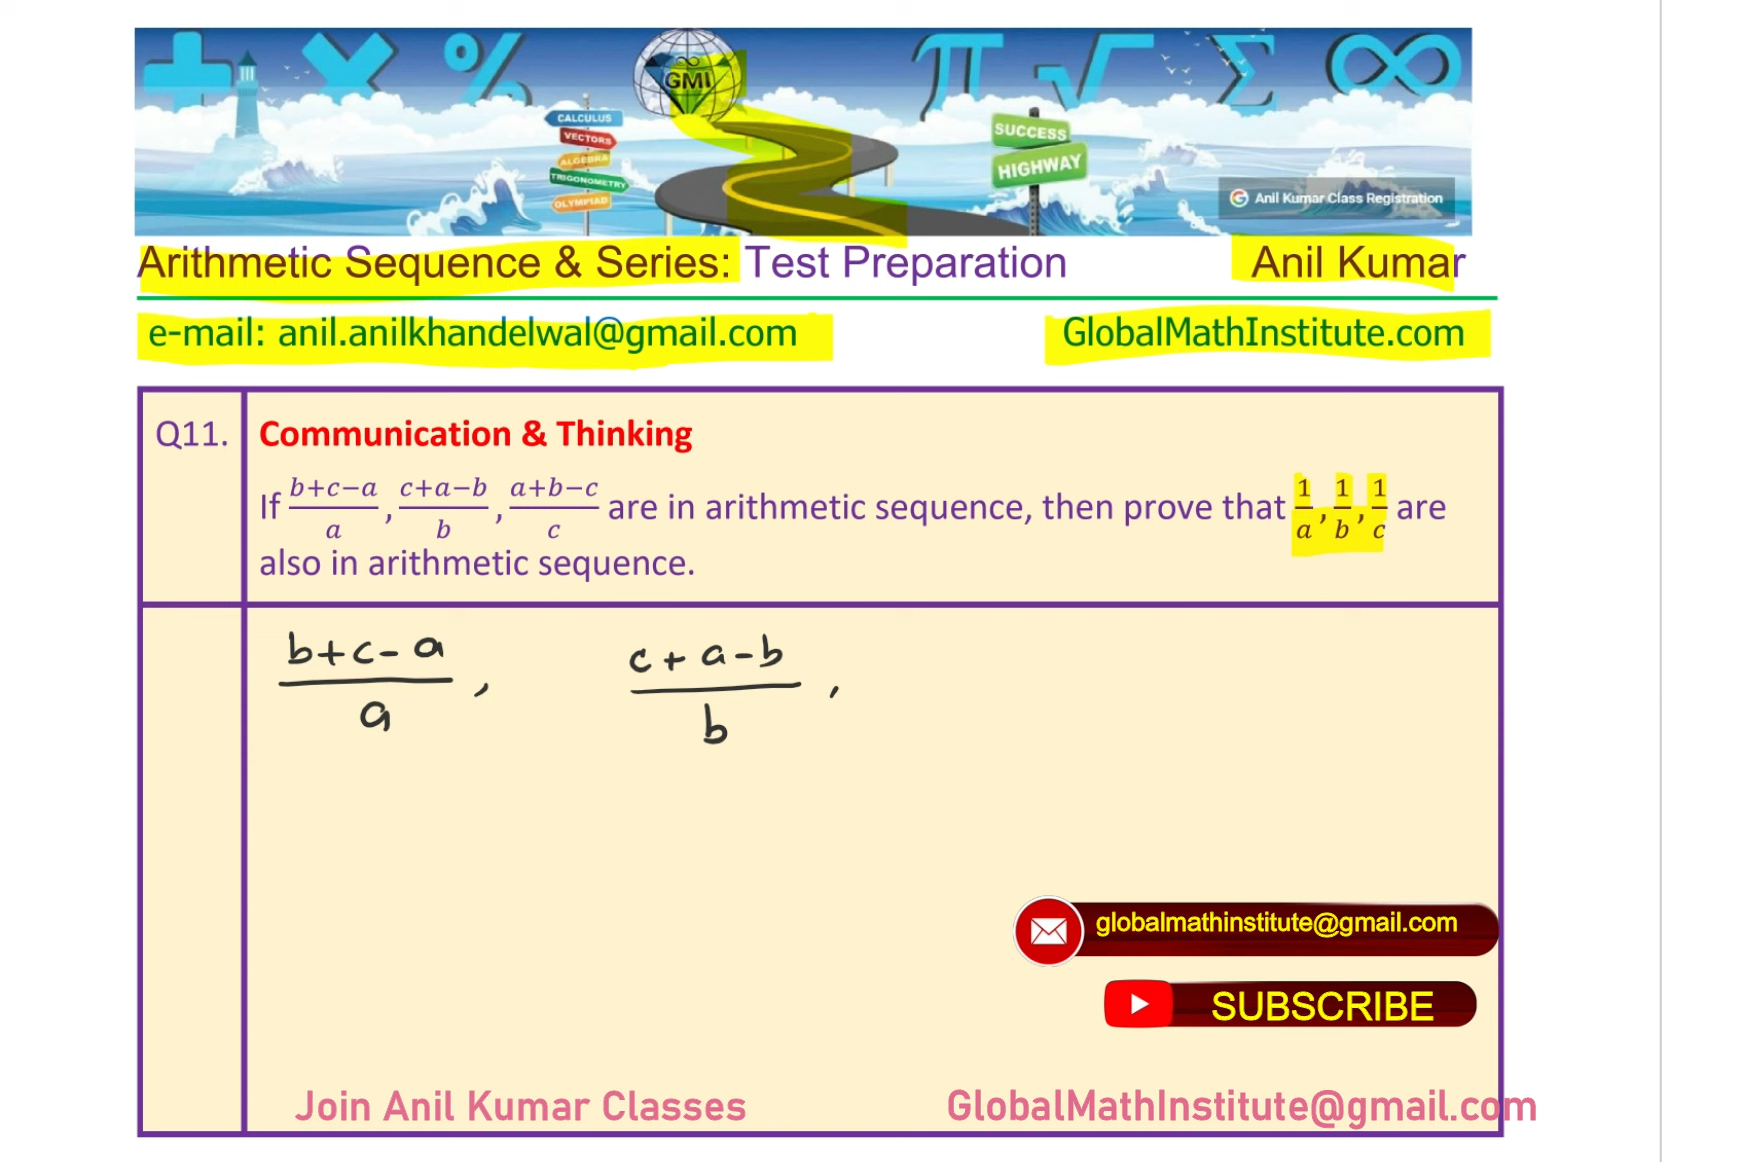 GMI
CALCULUS
VECTORS
ALGEBRA
TRIGONOMETRY
OLYMPIAD
SUCCESS
HIGHWAY
Anil Kumar Class Registration
Arithmetic Sequence & Series: Test Preparation Anil Kumar
e-mail: anil.anilkhandelwal@gmail.com GlobalMathInstitute.com
Q11. Communication & Thinking
If (b+c−a)/a, (c+a−b)/b, (a+b−c)/c are in arithmetic sequence, then prove that 1/a, 1/b, 1/c are
also in arithmetic sequence.
(b+c-a)/a, (c+a-b)/b,
globalmathinstitute@gmail.com
SUBSCRIBE
Join Anil Kumar Classes GlobalMathInstitute@gmail.com